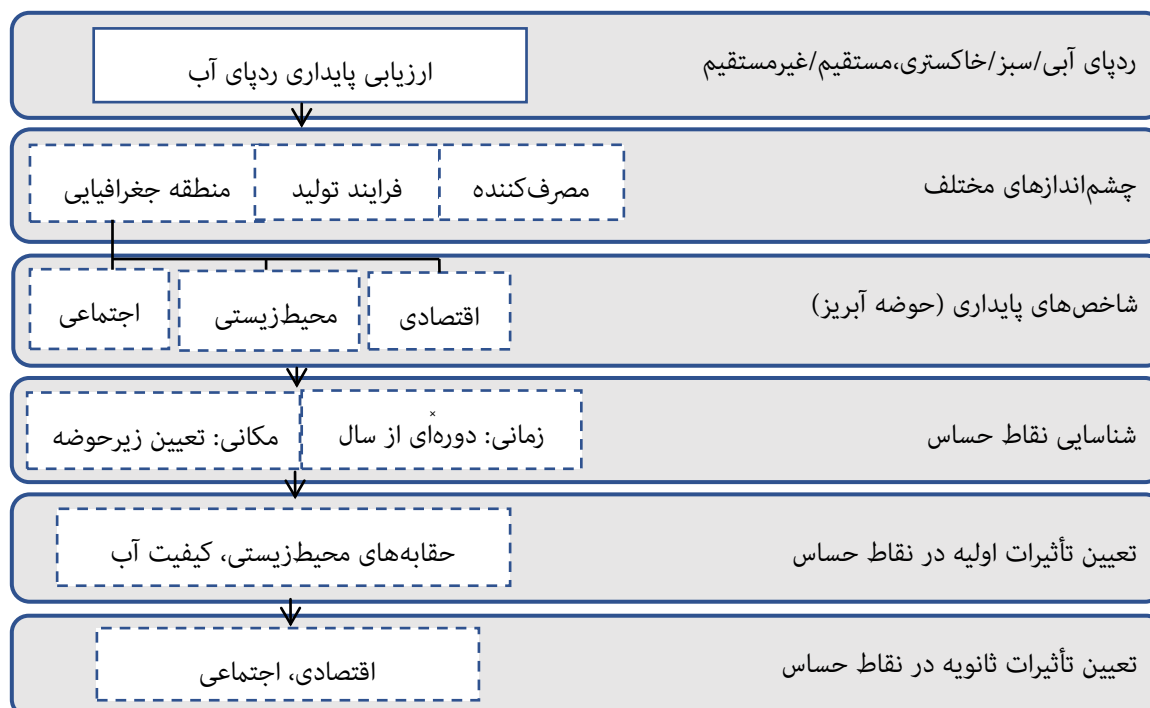 ردپای آبی/سبز/خاکستری،مستقیم/غیرمستقیم
ارزیابی پایداری ردپای آب
چشم‌اندازهای مختلف
مصرف‌کننده
فرایند تولید
منطقه جغرافیایی
شاخص‌های پایداری (حوضه آبریز)
اقتصادی
محیط‌زیستی
اجتماعی
شناسایی نقاط حساس
زمانی: دوره‌ای از سال
مکانی: تعیین زیرحوضه
تعیین تأثیرات اولیه در نقاط حساس
حقابه‌های محیط‌زیستی، کیفیت آب
تعیین تأثیرات ثانویه در نقاط حساس
اقتصادی، اجتماعی